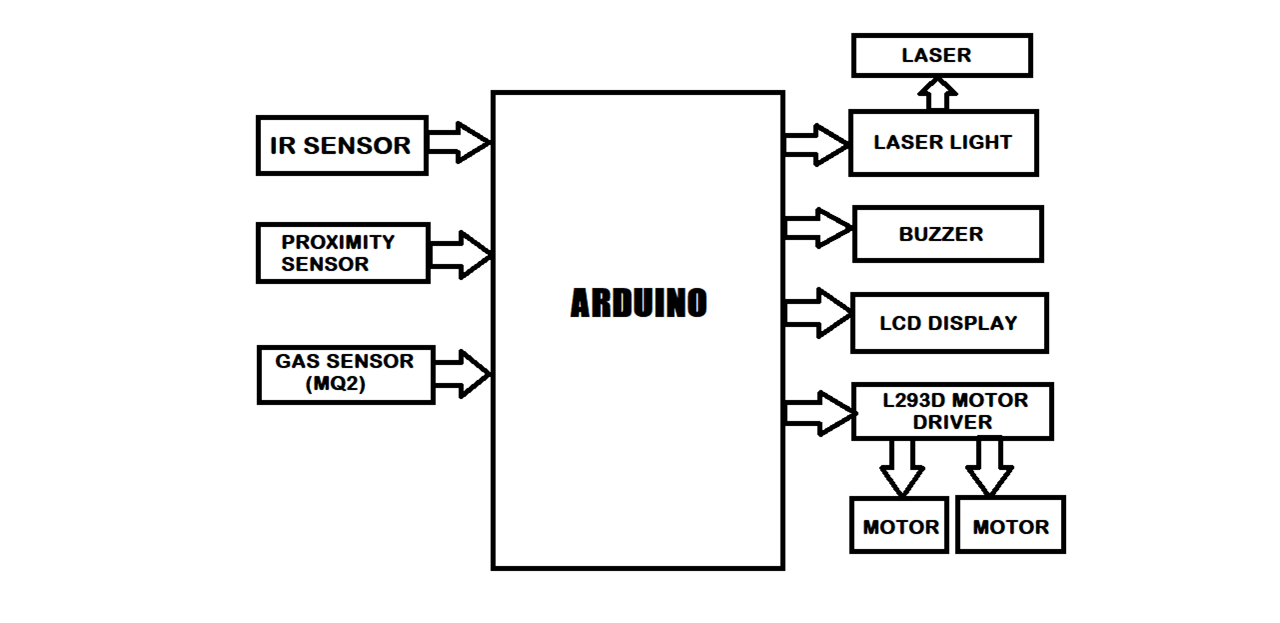 LASER
IR SENSOR
LASER LIGHT
PROXIMITY
SENSOR
BUZZER
ARDUINO
LCD DISPLAY
GAS SENSOR
(MQ2)
L293D MOTOR
DRIVER
MOTOR
MOTOR